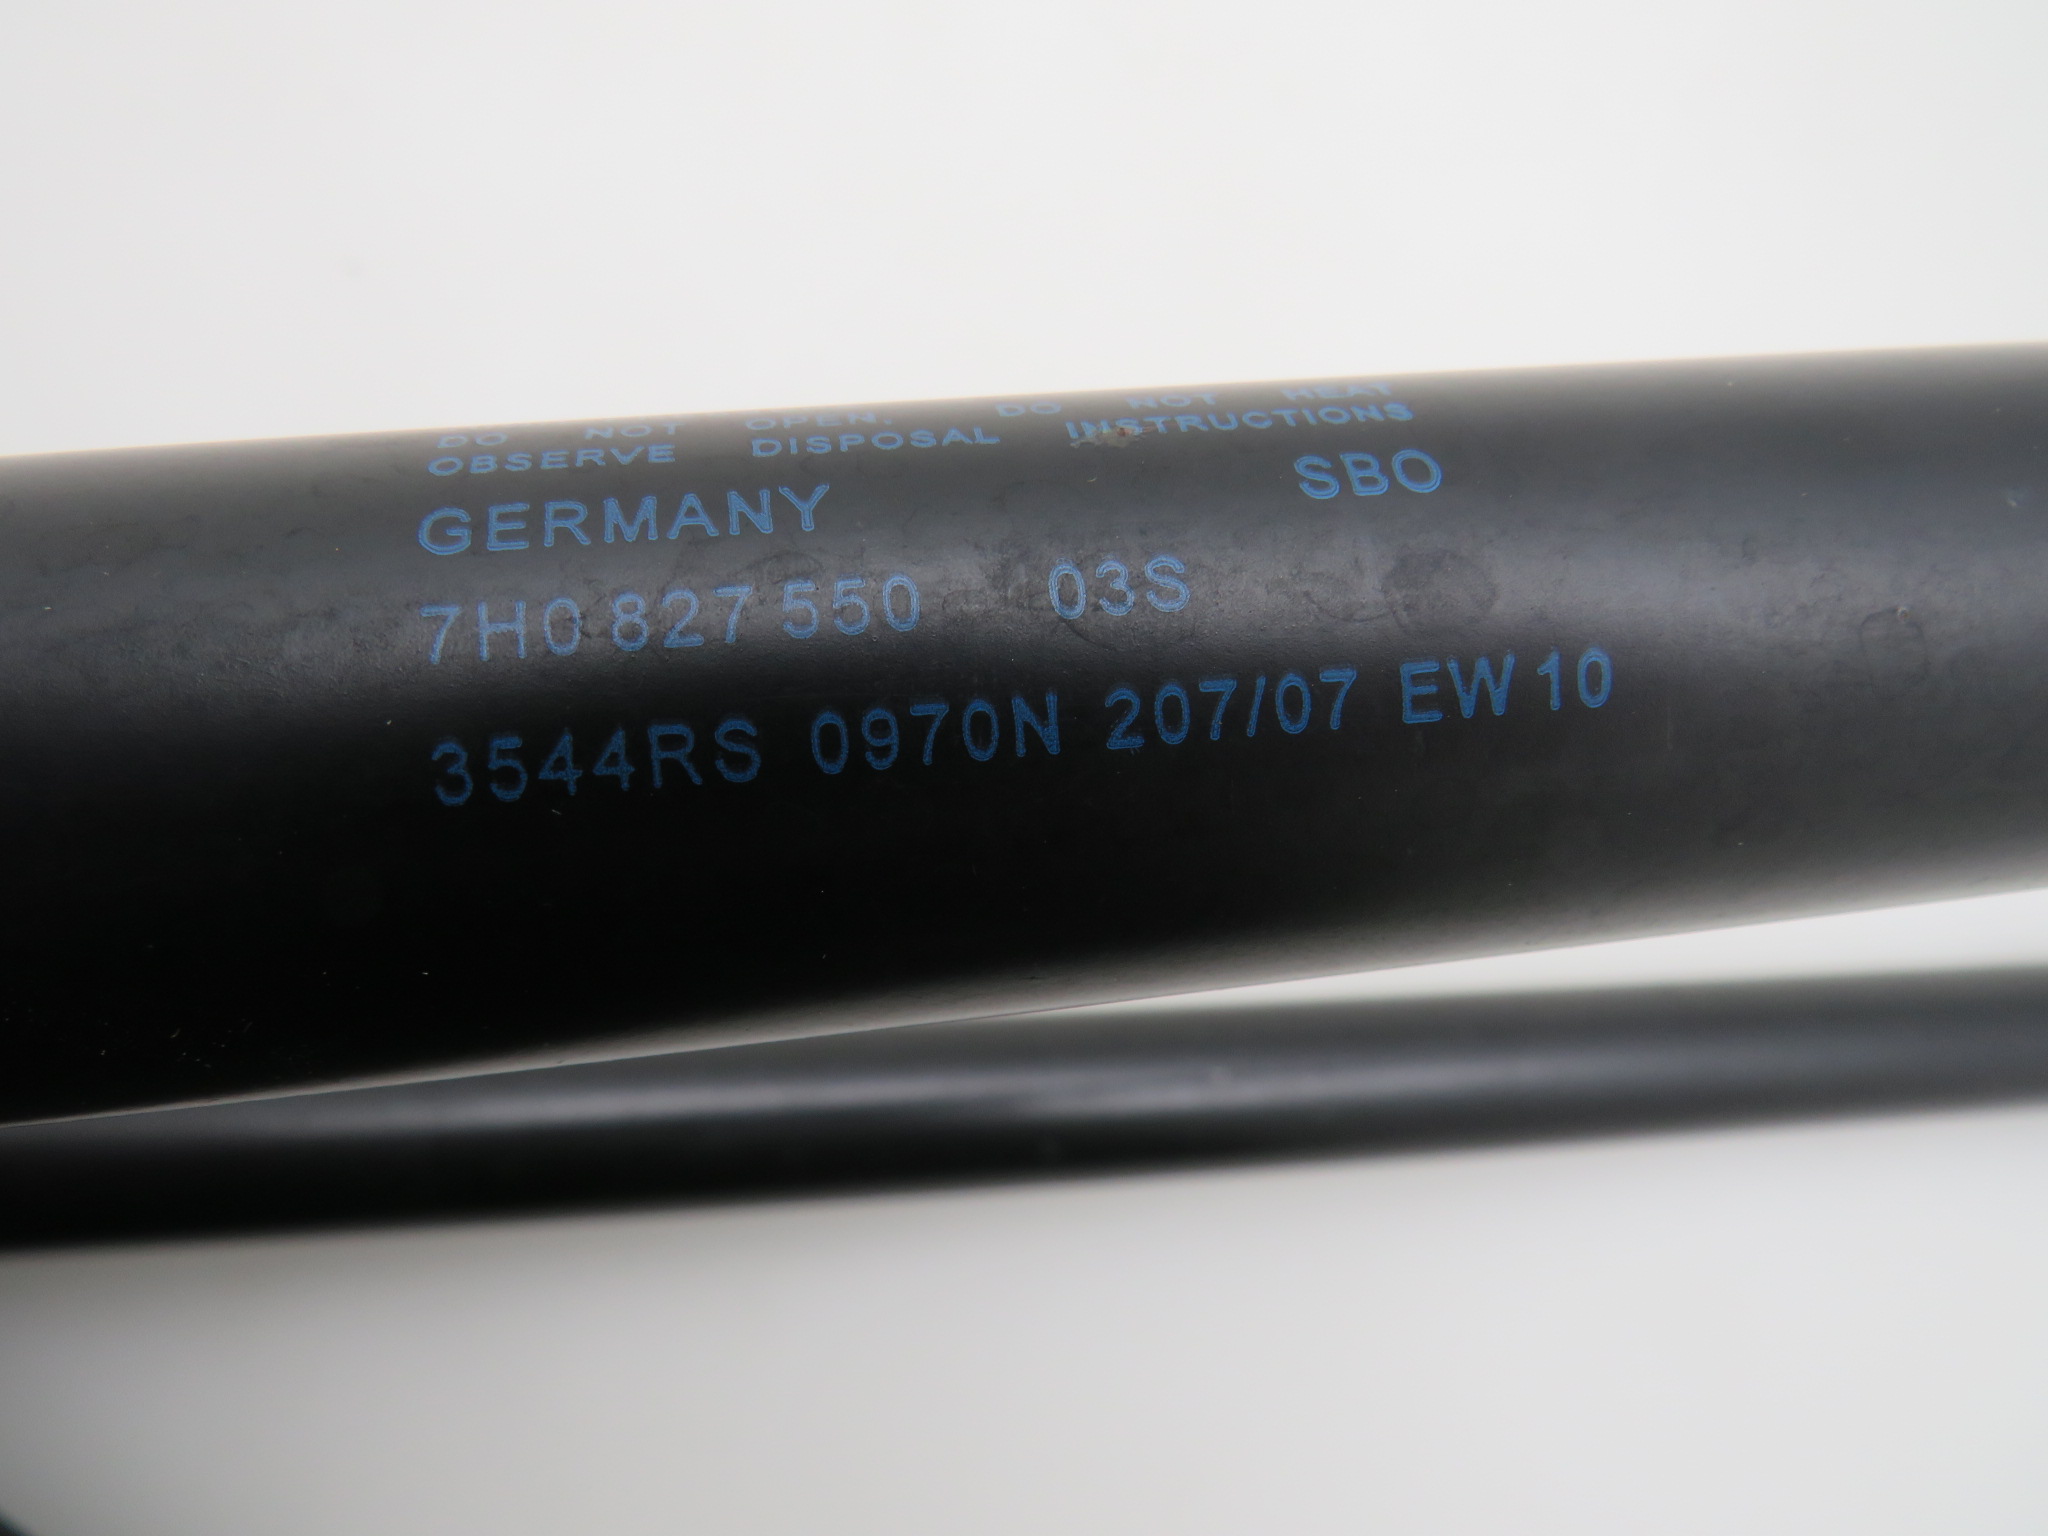 DO NOT OPEN. DO NOT HEAT
OBSERVE DISPOSAL INSTRUCTIONS
GERMANY SBO
7H0 827 550 03S
3544RS 0970N 207/07 EW10